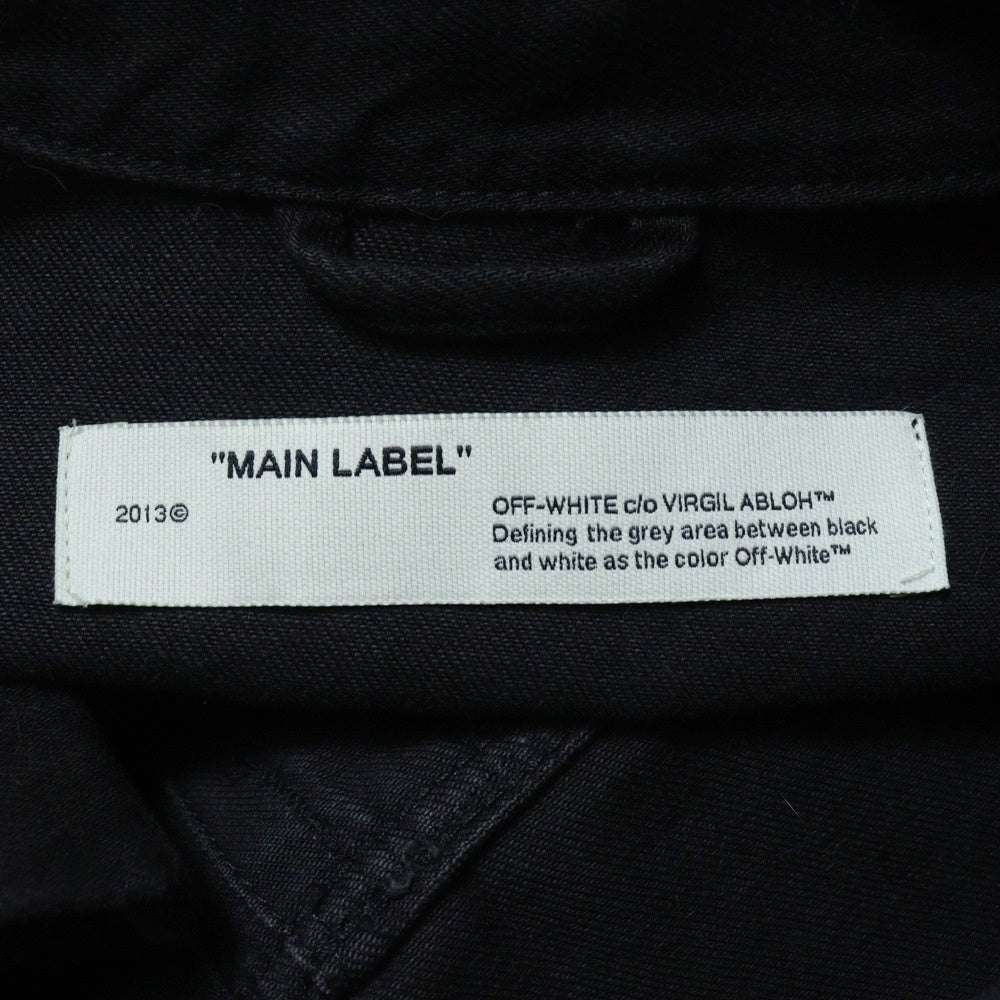 "MAIN LABEL"
2013©
OFF-WHITE c/o VIRGIL ABLOH™
Defining the grey area between black
and white as the color Off-White™